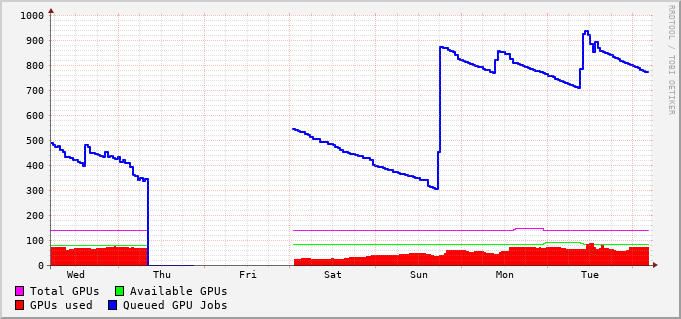 1000
900
800
700
600
500
400
300
200
100
0
Wed Thu Fri Sat Sun Mon Tue
Total GPUs Available GPUs
GPUs used Queued GPU Jobs
RRDTOOL / TOBI OETIKER